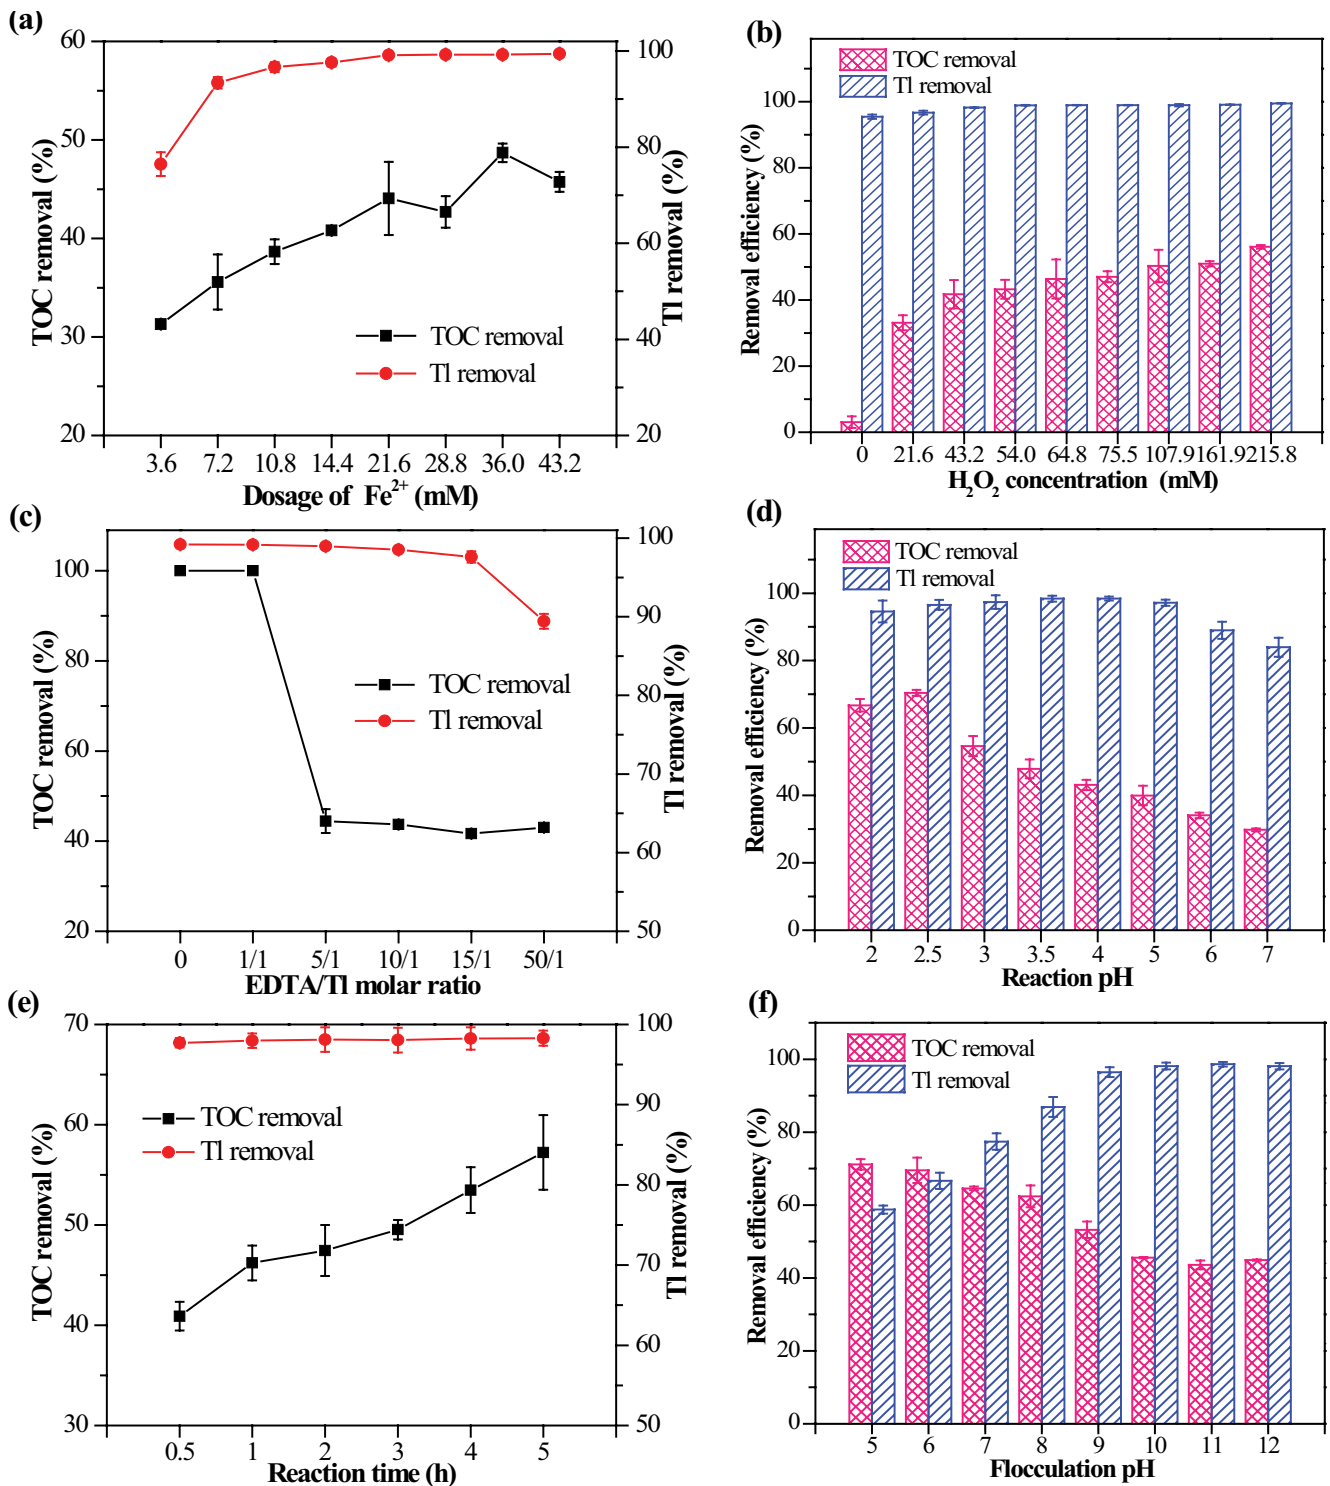 (a)
60
50
40
30
20
TOC removal (%)
100
80
60
40
20
Tl removal (%)
TOC removal
Tl removal
3.6 7.2 10.8 14.4 21.6 28.8 36.0 43.2
Dosage of Fe²⁺ (mM)
(b)
TOC removal
Tl removal
100
80
60
40
20
0
Removal efficiency (%)
0 21.6 43.2 54.0 64.8 75.5 107.9 161.9 215.8
H₂O₂ concentration (mM)
(c)
100
80
60
40
20
TOC removal (%)
100
90
80
70
60
50
Tl removal (%)
TOC removal
Tl removal
0 1/1 5/1 10/1 15/1 50/1
EDTA/Tl molar ratio
(d)
TOC removal
Tl removal
100
80
60
40
20
0
Removal efficiency (%)
2 2.5 3 3.5 4 5 6 7
Reaction pH
(e)
70
60
50
40
30
TOC removal (%)
100
90
80
70
60
50
Tl removal (%)
TOC removal
Tl removal
0.5 1 2 3 4 5
Reaction time (h)
(f)
TOC removal
Tl removal
100
80
60
40
20
0
Removal efficiency (%)
5 6 7 8 9 10 11 12
Flocculation pH